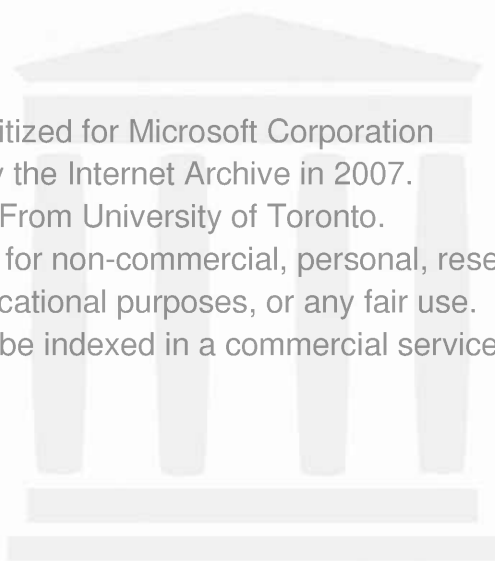 itized for Microsoft Corporation
the Internet Archive in 2007.
From University of Toronto.
for non-commercial, personal, rese
cational purposes, or any fair use.
be indexed in a commercial service